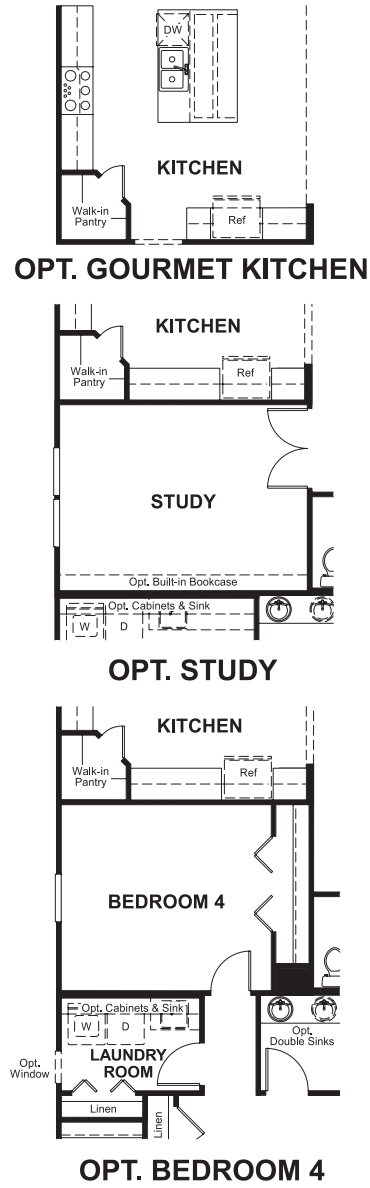 DW
KITCHEN
Walk-in
Pantry
Ref
OPT. GOURMET KITCHEN
KITCHEN
Walk-in
Pantry
Ref
STUDY
Opt. Built-in Bookcase
Opt. Cabinets & Sink
W D
OPT. STUDY
KITCHEN
Walk-in
Pantry
Ref
BEDROOM 4
Opt. Cabinets & Sink
W D
Opt.
Double Sinks
LAUNDRY
ROOM
Opt.
Window
Linen
Linen
OPT. BEDROOM 4